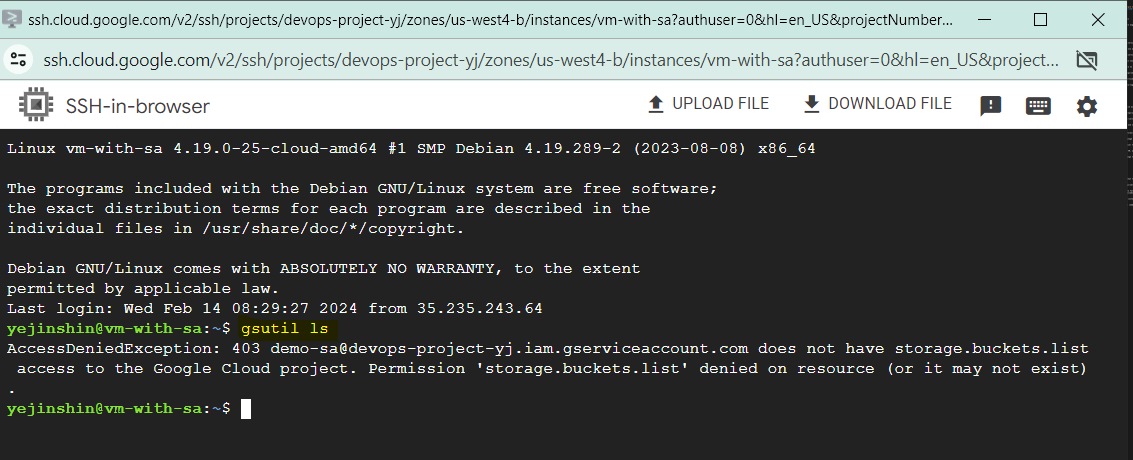 ssh.cloud.google.com/v2/ssh/projects/devops-project-yj/zones/us-west4-b/instances/vm-with-sa?authuser=0&hl=en_US&projectNumber...
ssh.cloud.google.com/v2/ssh/projects/devops-project-yj/zones/us-west4-b/instances/vm-with-sa?authuser=0&hl=en_US&project...
SSH-in-browser UPLOAD FILE DOWNLOAD FILE
Linux vm-with-sa 4.19.0-25-cloud-amd64 #1 SMP Debian 4.19.289-2 (2023-08-08) x86_64
The programs included with the Debian GNU/Linux system are free software;
the exact distribution terms for each program are described in the
individual files in /usr/share/doc/*/copyright.
Debian GNU/Linux comes with ABSOLUTELY NO WARRANTY, to the extent
permitted by applicable law.
Last login: Wed Feb 14 08:29:27 2024 from 35.235.243.64
yejinshin@vm-with-sa:~$ gsutil ls
AccessDeniedException: 403 demo-sa@devops-project-yj.iam.gserviceaccount.com does not have storage.buckets.list
access to the Google Cloud project. Permission 'storage.buckets.list' denied on resource (or it may not exist)
.
yejinshin@vm-with-sa:~$